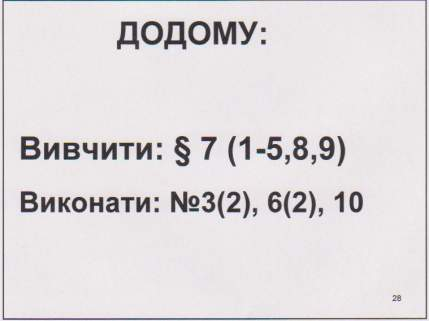 ДОДОМУ:
Вивчити: § 7 (1-5,8,9)
Виконати: №3(2), 6(2), 10
28